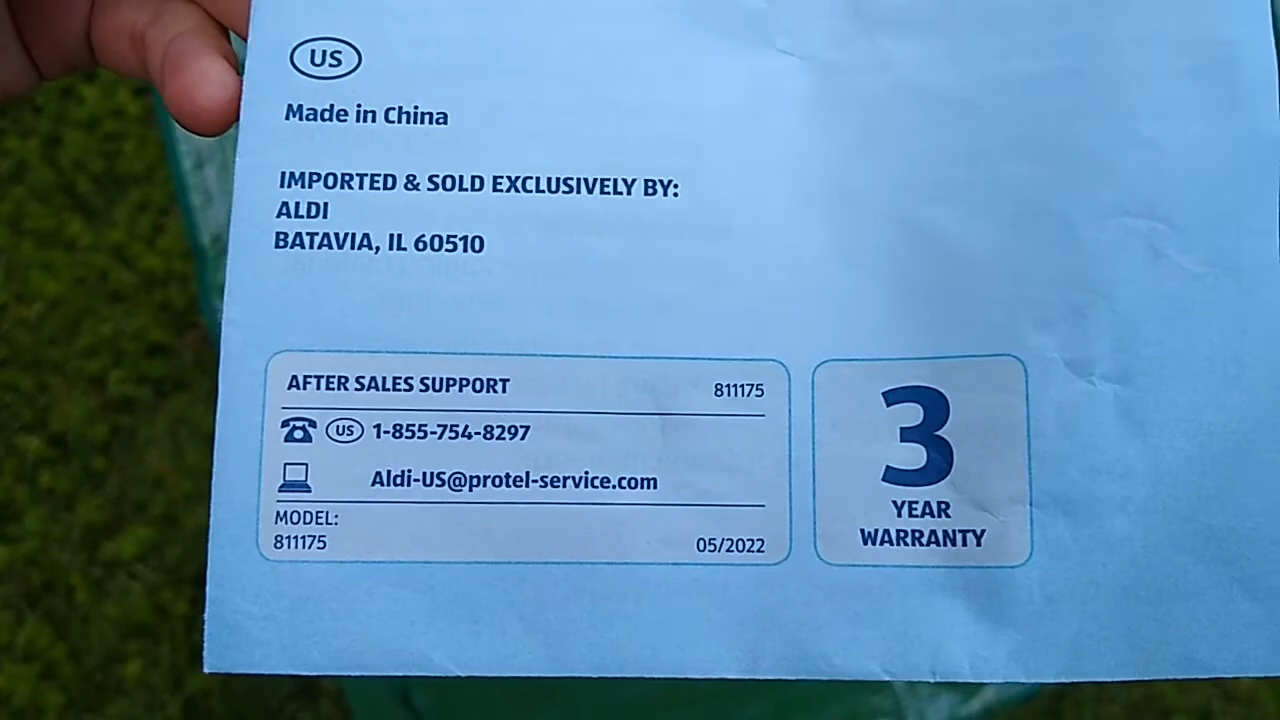 US
Made in China
IMPORTED & SOLD EXCLUSIVELY BY:
ALDI
BATAVIA, IL 60510
AFTER SALES SUPPORT 811175
US 1-855-754-8297
Aldi-US@protel-service.com
MODEL:
811175 05/2022
3
YEAR
WARRANTY